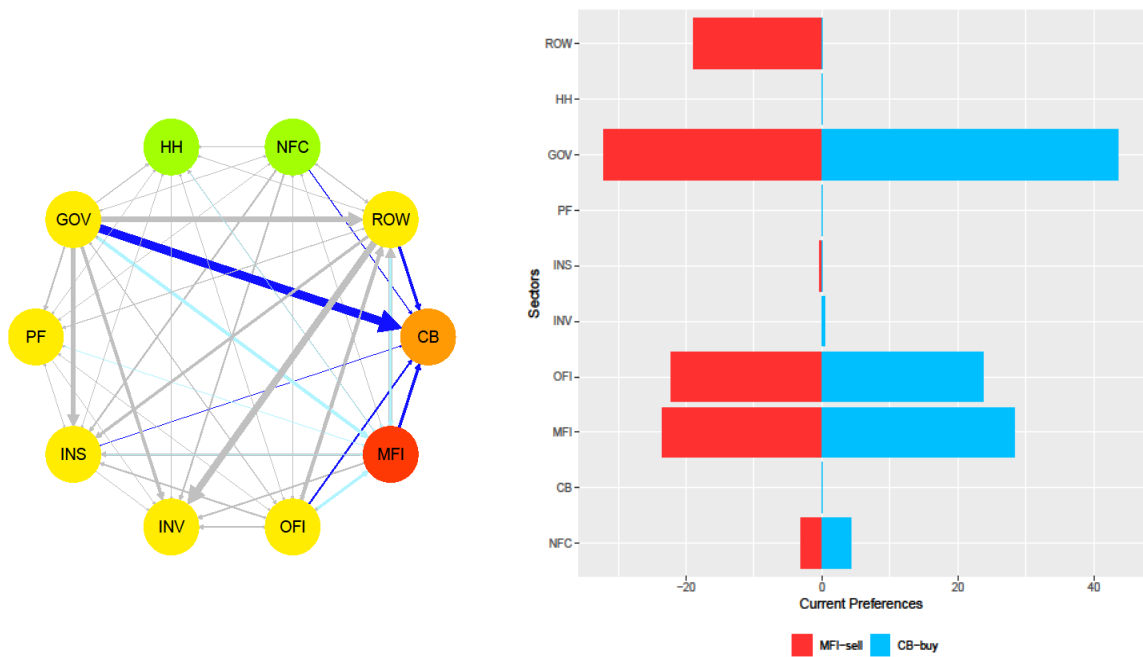 HH
NFC
GOV
ROW
PF
CB
INS
MFI
INV
OFI
Sectors
ROW
HH
GOV
PF
INS
INV
OFI
MFI
CB
NFC
−20 0 20 40
Current Preferences
MFI−sell CB−buy